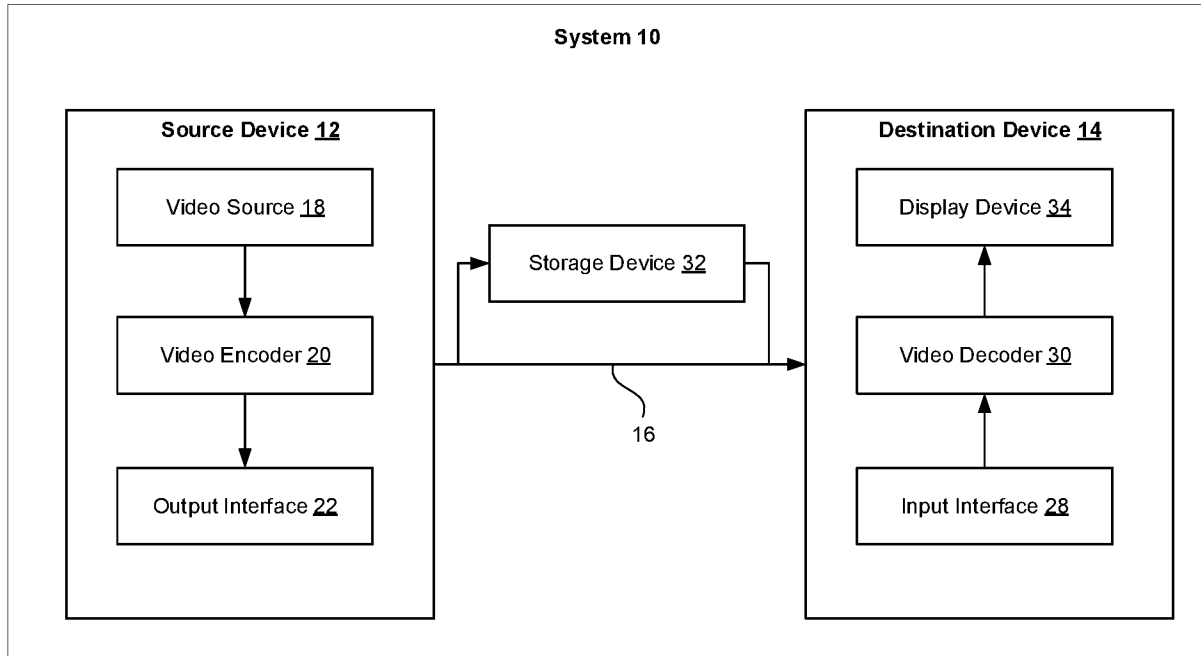 System 10
Source Device 12
Video Source 18
Video Encoder 20
Output Interface 22
Storage Device 32
16
Destination Device 14
Display Device 34
Video Decoder 30
Input Interface 28